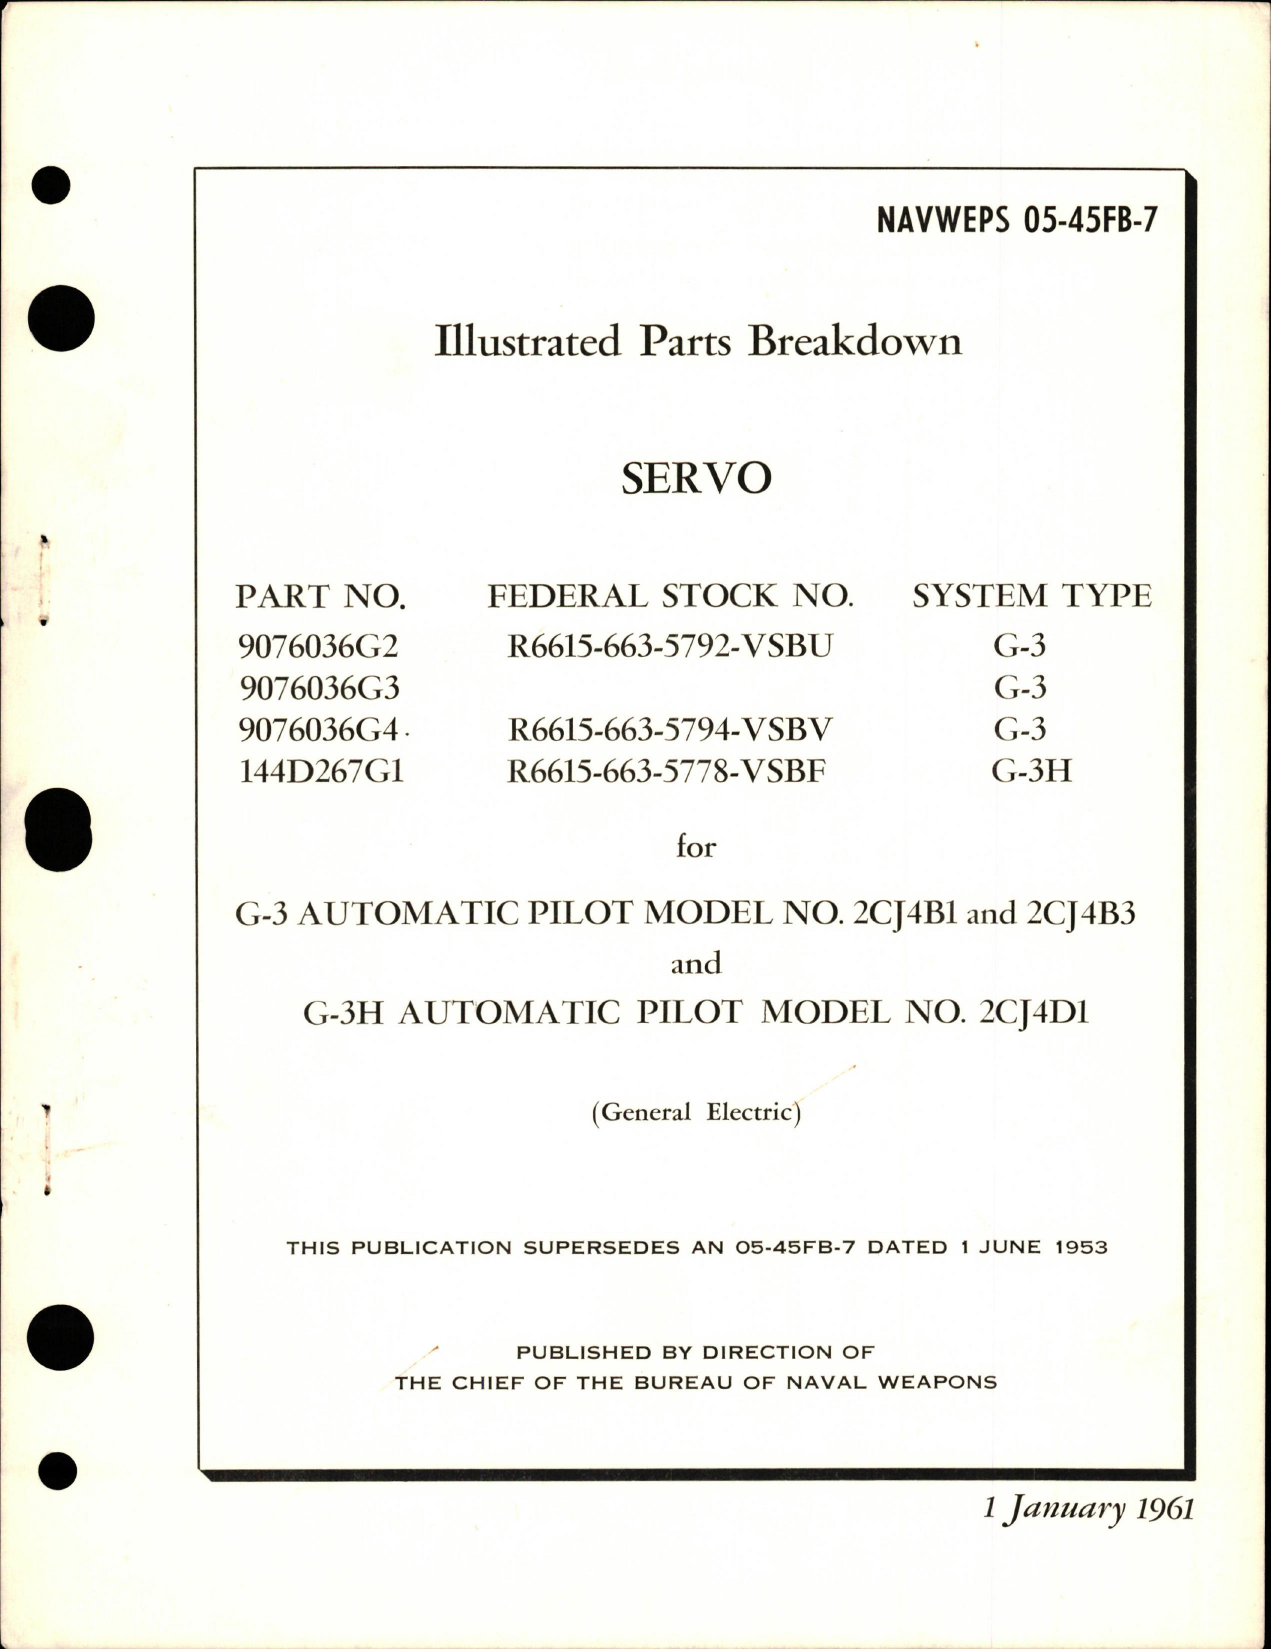 NAVWEPS 05-45FB-7
Illustrated Parts Breakdown
SERVO
PART NO. FEDERAL STOCK NO. SYSTEM TYPE
9076036G2 R6615-663-5792-VSBU G-3
9076036G3 G-3
9076036G4 R6615-663-5794-VSBV G-3
144D267G1 R6615-663-5778-VSBF G-3H
for
G-3 AUTOMATIC PILOT MODEL NO. 2CJ4B1 and 2CJ4B3
and
G-3H AUTOMATIC PILOT MODEL NO. 2CJ4D1
(General Electric)
THIS PUBLICATION SUPERSEDES AN 05-45FB-7 DATED 1 JUNE 1953
PUBLISHED BY DIRECTION OF
THE CHIEF OF THE BUREAU OF NAVAL WEAPONS
1 January 1961